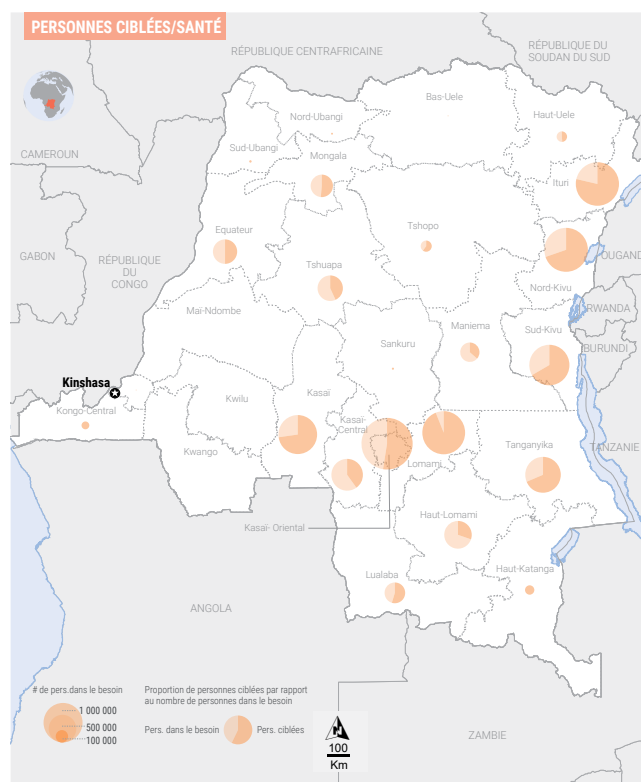 PERSONNES CIBLÉES/SANTÉ
RÉPUBLIQUE CENTRAFRICAINE
RÉPUBLIQUE DU
SOUDAN DU SUD
CAMEROUN
GABON
RÉPUBLIQUE
DU
CONGO
Nord-Ubangi
Bas-Uele
Haut-Uele
Sud-Ubangi
Mongala
Ituri
Equateur
Tshopo
Tshuapa
OUGAND
Nord-Kivu
Maï-Ndombe
RWANDA
Maniema
Sud-Kivu
Sankuru
BURUNDI
Kinshasa
Kongo-Central
Kwilu
Kasaï
Kasaï-
Central
Kwango
Lomami
Tanganyika
TANZANIE
Kasaï- Oriental
Haut-Lomami
Lualaba
Haut-Katanga
ANGOLA
ZAMBIE
# de pers.dans le besoin
1 000 000
500 000
100 000
Proportion de personnes ciblées par rapport
au nombre de personnes dans le besoin
Pers. dans le besoin
Pers. ciblées
100
Km